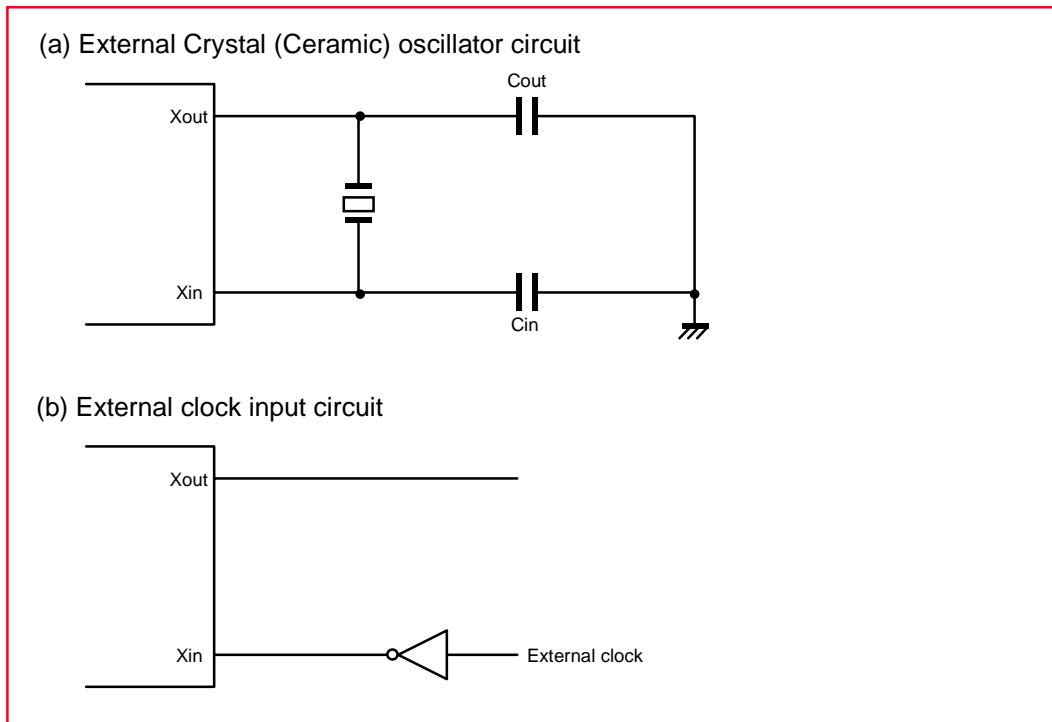 (a) External Crystal (Ceramic) oscillator circuit
Cout
Xout
Xin
Cin
(b) External clock input circuit
Xout
Xin
External clock